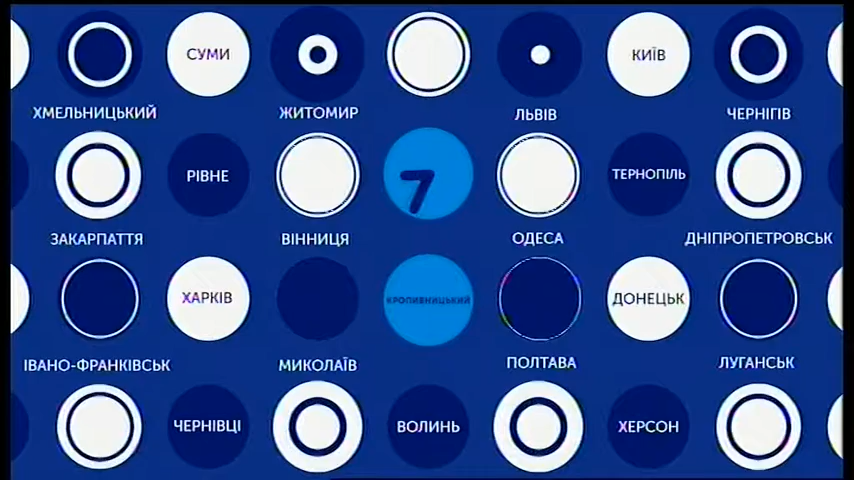 СУМИ
КИЇВ
ХМЕЛЬНИЦЬКИЙ
ЖИТОМИР
ЛЬВІВ
ЧЕРНІГІВ
РІВНЕ
7
ТЕРНОПІЛЬ
ЗАКАРПАТТЯ
ВІННИЦЯ
ОДЕСА
ДНІПРОПЕТРОВСЬК
ХАРКІВ
КРОПИВНИЦЬКИЙ
ДОНЕЦЬК
ІВАНО-ФРАНКІВСЬК
МИКОЛАЇВ
ПОЛТАВА
ЛУГАНСЬК
ЧЕРНІВЦІ
ВОЛИНЬ
ХЕРСОН